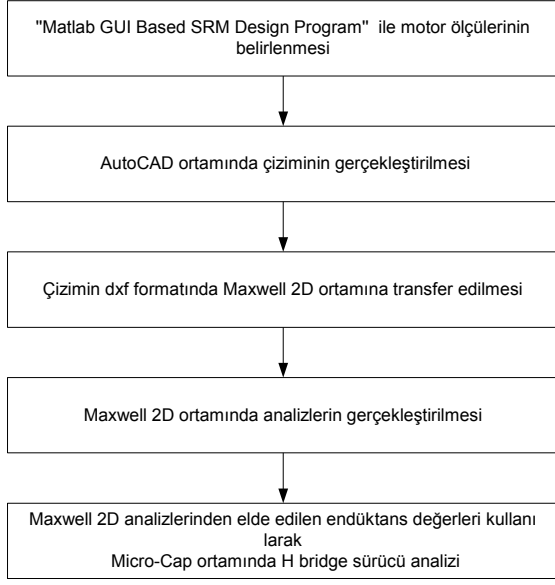 "Matlab GUI Based SRM Design Program" ile motor ölçülerinin
belirlenmesi
AutoCAD ortamında çiziminin gerçekleştirilmesi
Çizimin dxf formatında Maxwell 2D ortamına transfer edilmesi
Maxwell 2D ortamında analizlerin gerçekleştirilmesi
Maxwell 2D analizlerinden elde edilen endüktans değerleri kullanı
larak
Micro-Cap ortamında H bridge sürücü analizi